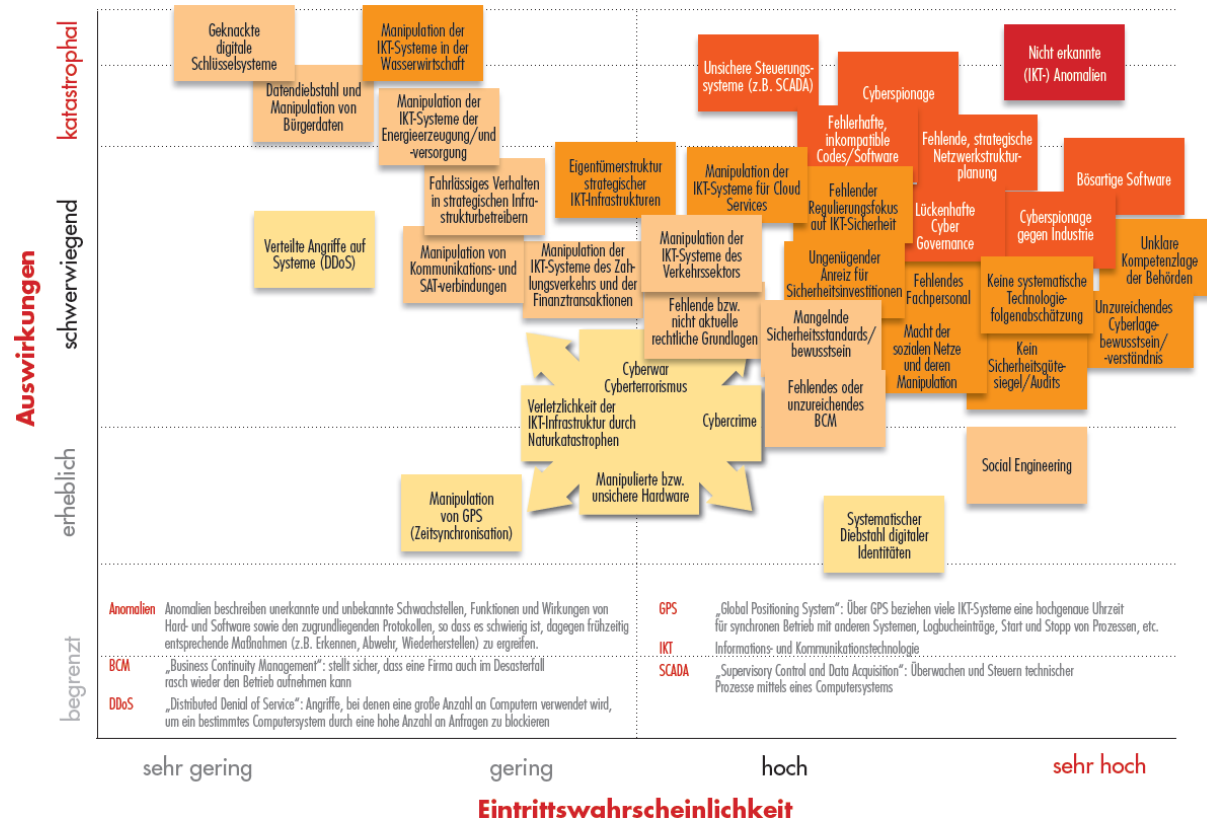 Auswirkungen
katastrophal
schwerwiegend
erheblich
begrenzt
Geknackte
digitale
Schlüsselsysteme
Manipulation der
IKT-Systeme in der
Wasserwirtschaft
Datendiebstahl und
Manipulation von
Bürgerdaten
Manipulation der
IKT-Systeme der
Energieerzeugung/und
-versorgung
Unsichere Steuerungs-
systeme (z.B. SCADA)
Cyberspionage
Nicht erkannte
(IKT-) Anomalien
Fehlerhafte,
inkompatible
Codes/Software
Fehlende, strategische
Netzwerkstruktur-
planung
Bösartige Software
Fahrlässiges Verhalten
in strategischen Infra-
strukturbetreibern
Eigentümerstruktur
strategischer
IKT-Infrastrukturen
Manipulation der
IKT-Systeme für Cloud
Services
Fehlender
Regulierungsfokus
auf IKT-Sicherheit
Lückenhafte
Cyber
Governance
Cyberspionage
gegen Industrie
Unklare
Kompetenzlage
der Behörden
Verteilte Angriffe auf
Systeme (DDoS)
Manipulation von
Kommunikations- und
SAT-verbindungen
Manipulation der
IKT-Systeme des Zah-
lungsverkehrs und der
Finanztransaktionen
Manipulation der
IKT-Systeme des
Verkehrssektors
Ungenügender
Anreiz für
Sicherheitsinvestitionen
Fehlendes
Fachpersonal
Keine systematische
Technologie-
folgenabschätzung
Unzureichendes
Cyberlage-
bewusstsein/
-verständnis
Fehlende bzw.
nicht aktuelle
rechtliche Grundlagen
Mangelnde
Sicherheitsstandards/
bewusstsein
Macht der
sozialen Netze
und deren
Manipulation
Kein
Sicherheitsgüte-
siegel/Audits
Cyberwar
Cyberterrorismus
Verletzlichkeit der
IKT-Infrastruktur durch
Naturkatastrophen
Cybercrime
Manipulierte bzw.
unsichere Hardware
Fehlendes oder
unzureichendes
BCM
Social Engineering
Manipulation
von GPS
(Zeitsynchronisation)
Systematischer
Diebstahl digitaler
Identitäten
Anomalien Anomalien beschreiben unerkannte und unbekannte Schwachstellen, Funktionen und Wirkungen von
Hard- und Software sowie den zugrundliegenden Protokollen, so dass es schwierig ist, dagegen frühzeitig
entsprechende Maßnahmen (z.B. Erkennen, Abwehr, Wiederherstellen) zu ergreifen.
BCM „Business Continuity Management“: stellt sicher, dass eine Firma auch im Desasterfall
rasch wieder den Betrieb aufnehmen kann
DDoS „Distributed Denial of Service“: Angriffe, bei denen eine große Anzahl an Computern verwendet wird,
um ein bestimmtes Computersystem durch eine hohe Anzahl an Anfragen zu blockieren
GPS „Global Positioning System“: Über GPS beziehen viele IKT-Systeme eine hochgenaue Uhrzeit
für synchronen Betrieb mit anderen Systemen, Logbucheinträge, Start und Stopp von Prozessen, etc.
IKT Informations- und Kommunikationstechnologie
SCADA „Supervisory Control and Data Acquisition“: Überwachen und Steuern technischer
Prozesse mittels eines Computersystems
sehr gering
gering
hoch
sehr hoch
Eintrittswahrscheinlichkeit